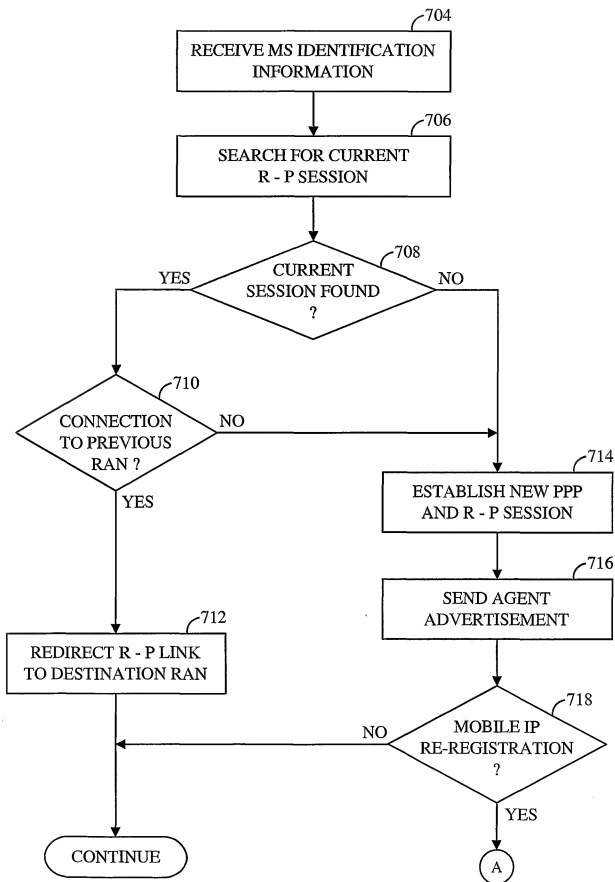 704
RECEIVE MS IDENTIFICATION
INFORMATION
706
SEARCH FOR CURRENT
R - P SESSION
708
CURRENT
SESSION FOUND
?
YES
NO
710
CONNECTION
TO PREVIOUS
RAN ?
NO
YES
714
ESTABLISH NEW PPP
AND R - P SESSION
716
SEND AGENT
ADVERTISEMENT
712
REDIRECT R - P LINK
TO DESTINATION RAN
718
MOBILE IP
RE-REGISTRATION
?
NO
YES
CONTINUE
A